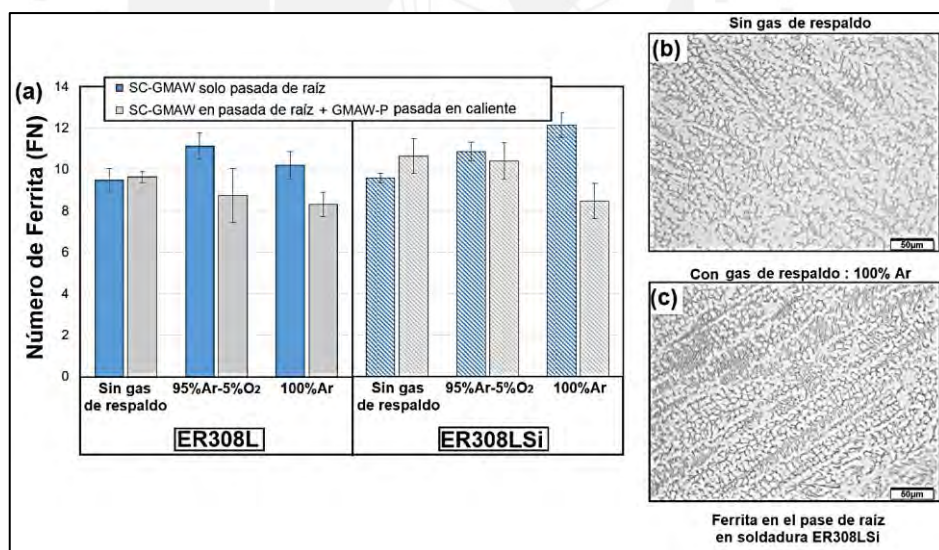 (a)
SC-GMAW solo pasada de raíz
SC-GMAW en pasada de raíz + GMAW-P pasada en caliente
Número de Ferrita (FN)
14
12
10
8
6
4
2
0
Sin gas de respaldo
95%Ar-5%O₂
100%Ar
Sin gas de respaldo
95%Ar-5%O₂
100%Ar
ER308L
ER308LSi
Sin gas de respaldo
(b)
50µm
Con gas de respaldo : 100% Ar
(c)
50µm
Ferrita en el pase de raíz
en soldadura ER308LSi